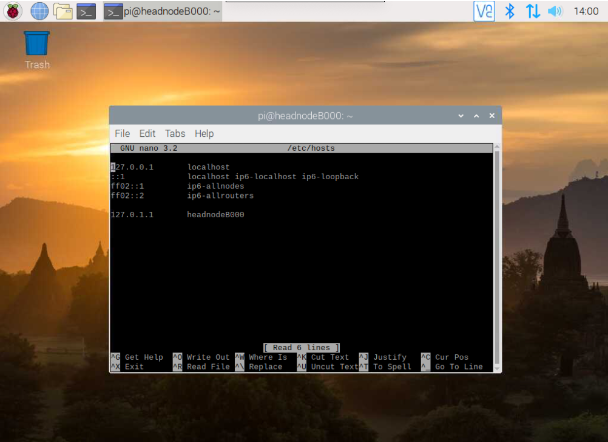 pi@headnodeB000: ~
14:00
Trash
pi@headnodeB000: ~
File Edit Tabs Help
GNU nano 3.2 /etc/hosts
127.0.0.1 localhost
::1 localhost ip6-localhost ip6-loopback
ff02::1 ip6-allnodes
ff02::2 ip6-allrouters
127.0.1.1 headnodeB000
[ Read 6 lines ]
^G Get Help ^O Write Out ^W Where Is ^K Cut Text ^J Justify ^C Cur Pos
^X Exit ^R Read File ^\ Replace ^U Uncut Text ^T To Spell ^_ Go To Line